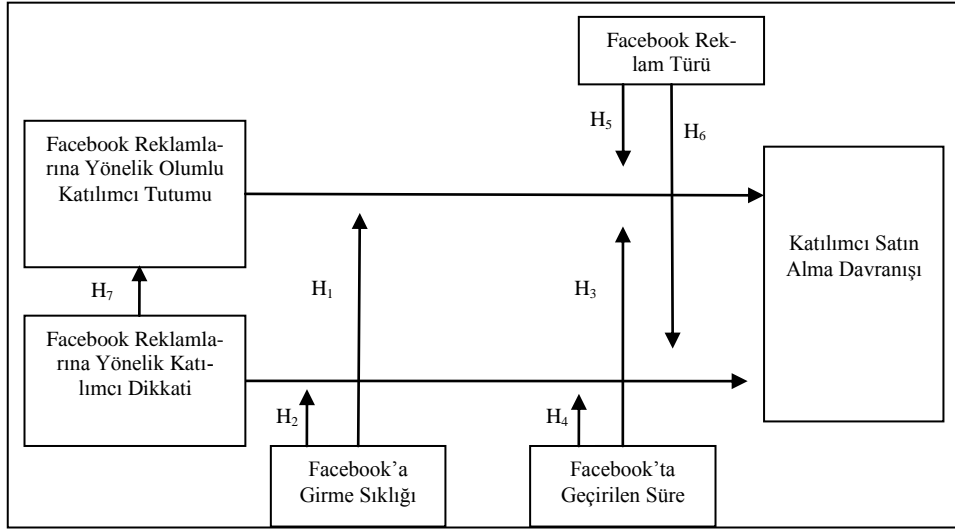 Facebook Rek-
lam Türü
H5
H6
Facebook Reklamla-
rına Yönelik Olumlu
Katılımcı Tutumu
Katılımcı Satın
Alma Davranışı
H7
H1
H3
Facebook Reklamla-
rına Yönelik Katı-
lımcı Dikkati
H2
H4
Facebook’a
Girme Sıklığı
Facebook’ta
Geçirilen Süre